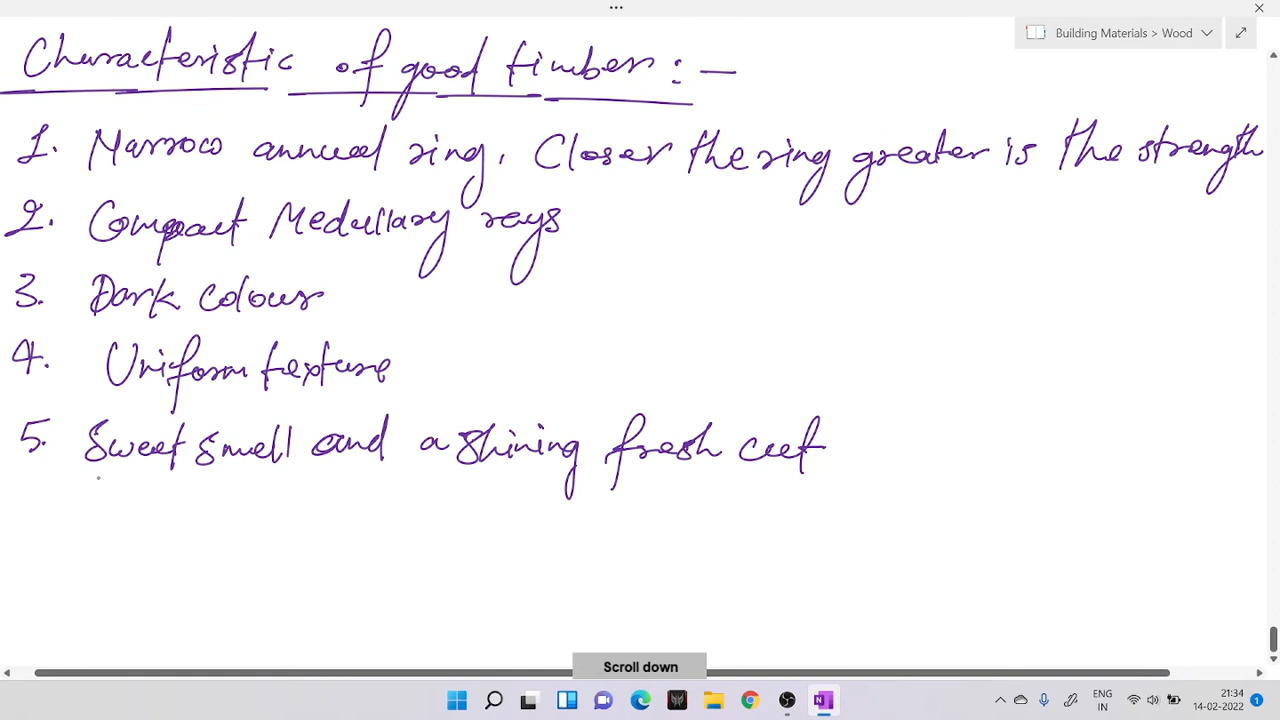 ...
Building Materials > Wood
Characteristic of good timber : —
1. Narrow annual ring, Closer the ring greater is the strength
2. Compact Medullary rays
3. Dark colour
4. Uniform texture
5. Sweet smell and a shining fresh cut
Scroll down
ENG
IN
21:34
14-02-2022
1